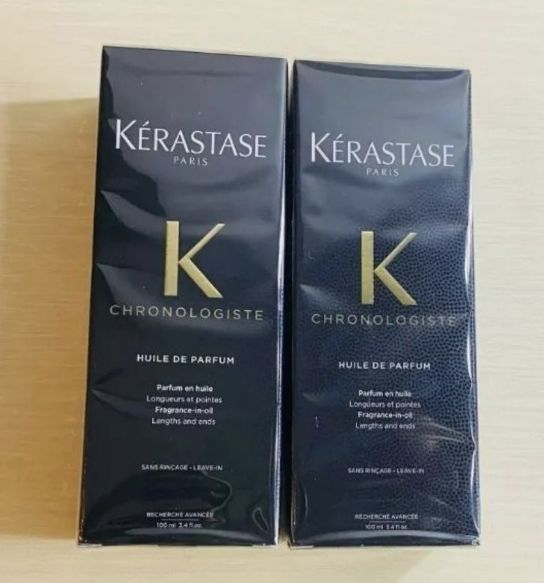 KÉRASTASE
PARIS
K
CHRONOLOGISTE
HUILE DE PARFUM
Parfum en huile
Longueurs et pointes
Fragrance-in-oil
Lengths and ends
SANS RINÇAGE - LEAVE-IN
RECHERCHE AVANCÉE
100 ml 3.4 fl.oz.
KÉRASTASE
PARIS
K
CHRONOLOGISTE
HUILE DE PARFUM
Parfum en huile
Longueurs et pointes
Fragrance-in-oil
Lengths and ends
SANS RINÇAGE - LEAVE-IN
RECHERCHE AVANCÉE
100 ml 3.4 fl.oz.